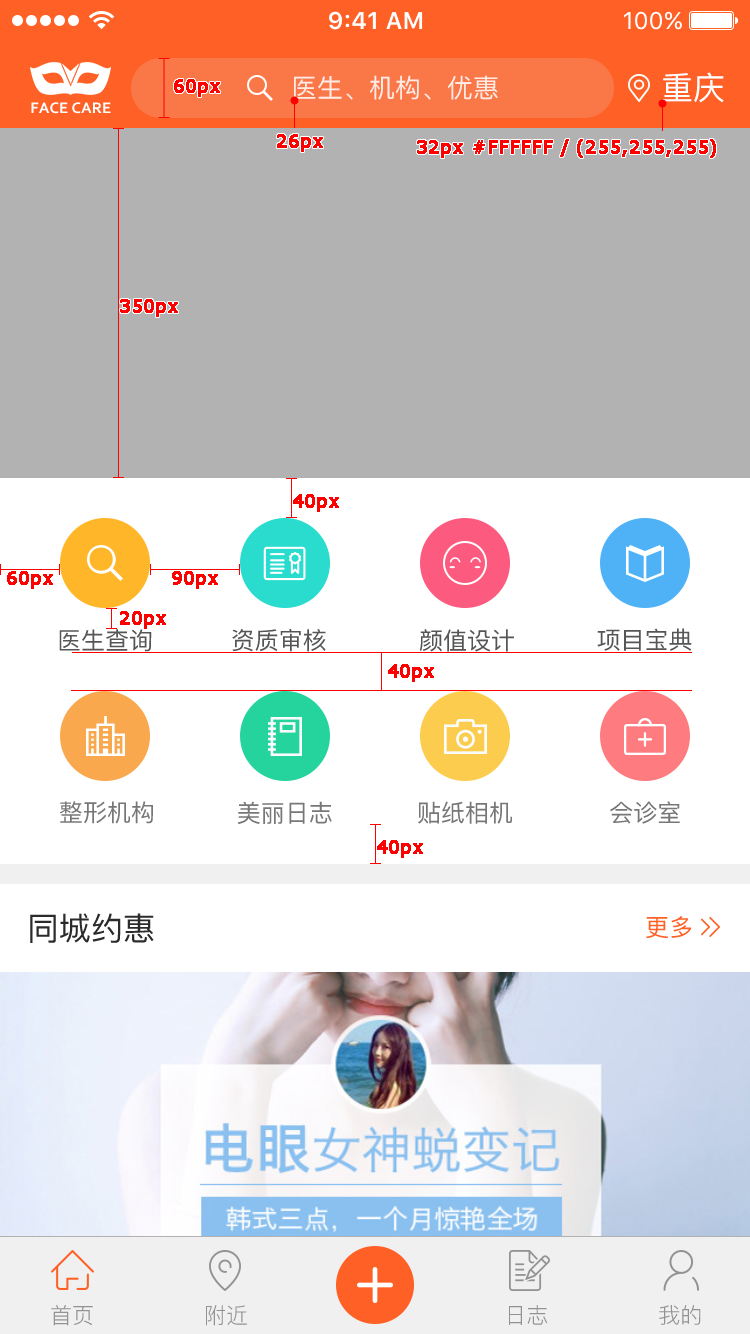 9:41 AM 100%
FACE CARE 60px 医生、机构、优惠 重庆
26px 32px #FFFFFF / (255,255,255)
350px
40px
60px 90px
20px
医生查询 资质审核 颜值设计 项目宝典
40px
整形机构 美丽日志 贴纸相机 会诊室
40px
同城约惠 更多
电眼女神蜕变记
韩式三点，一个月惊艳全场
首页 附近 日志 我的